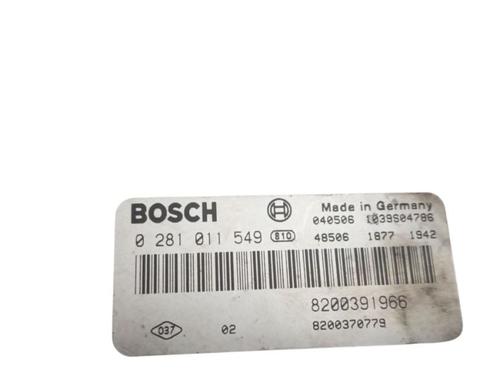 BOSCH
Made in Germany
040506 1039S04786
0 281 011 549 810
48506 1877 1942
8200391966
037 02 8200370779